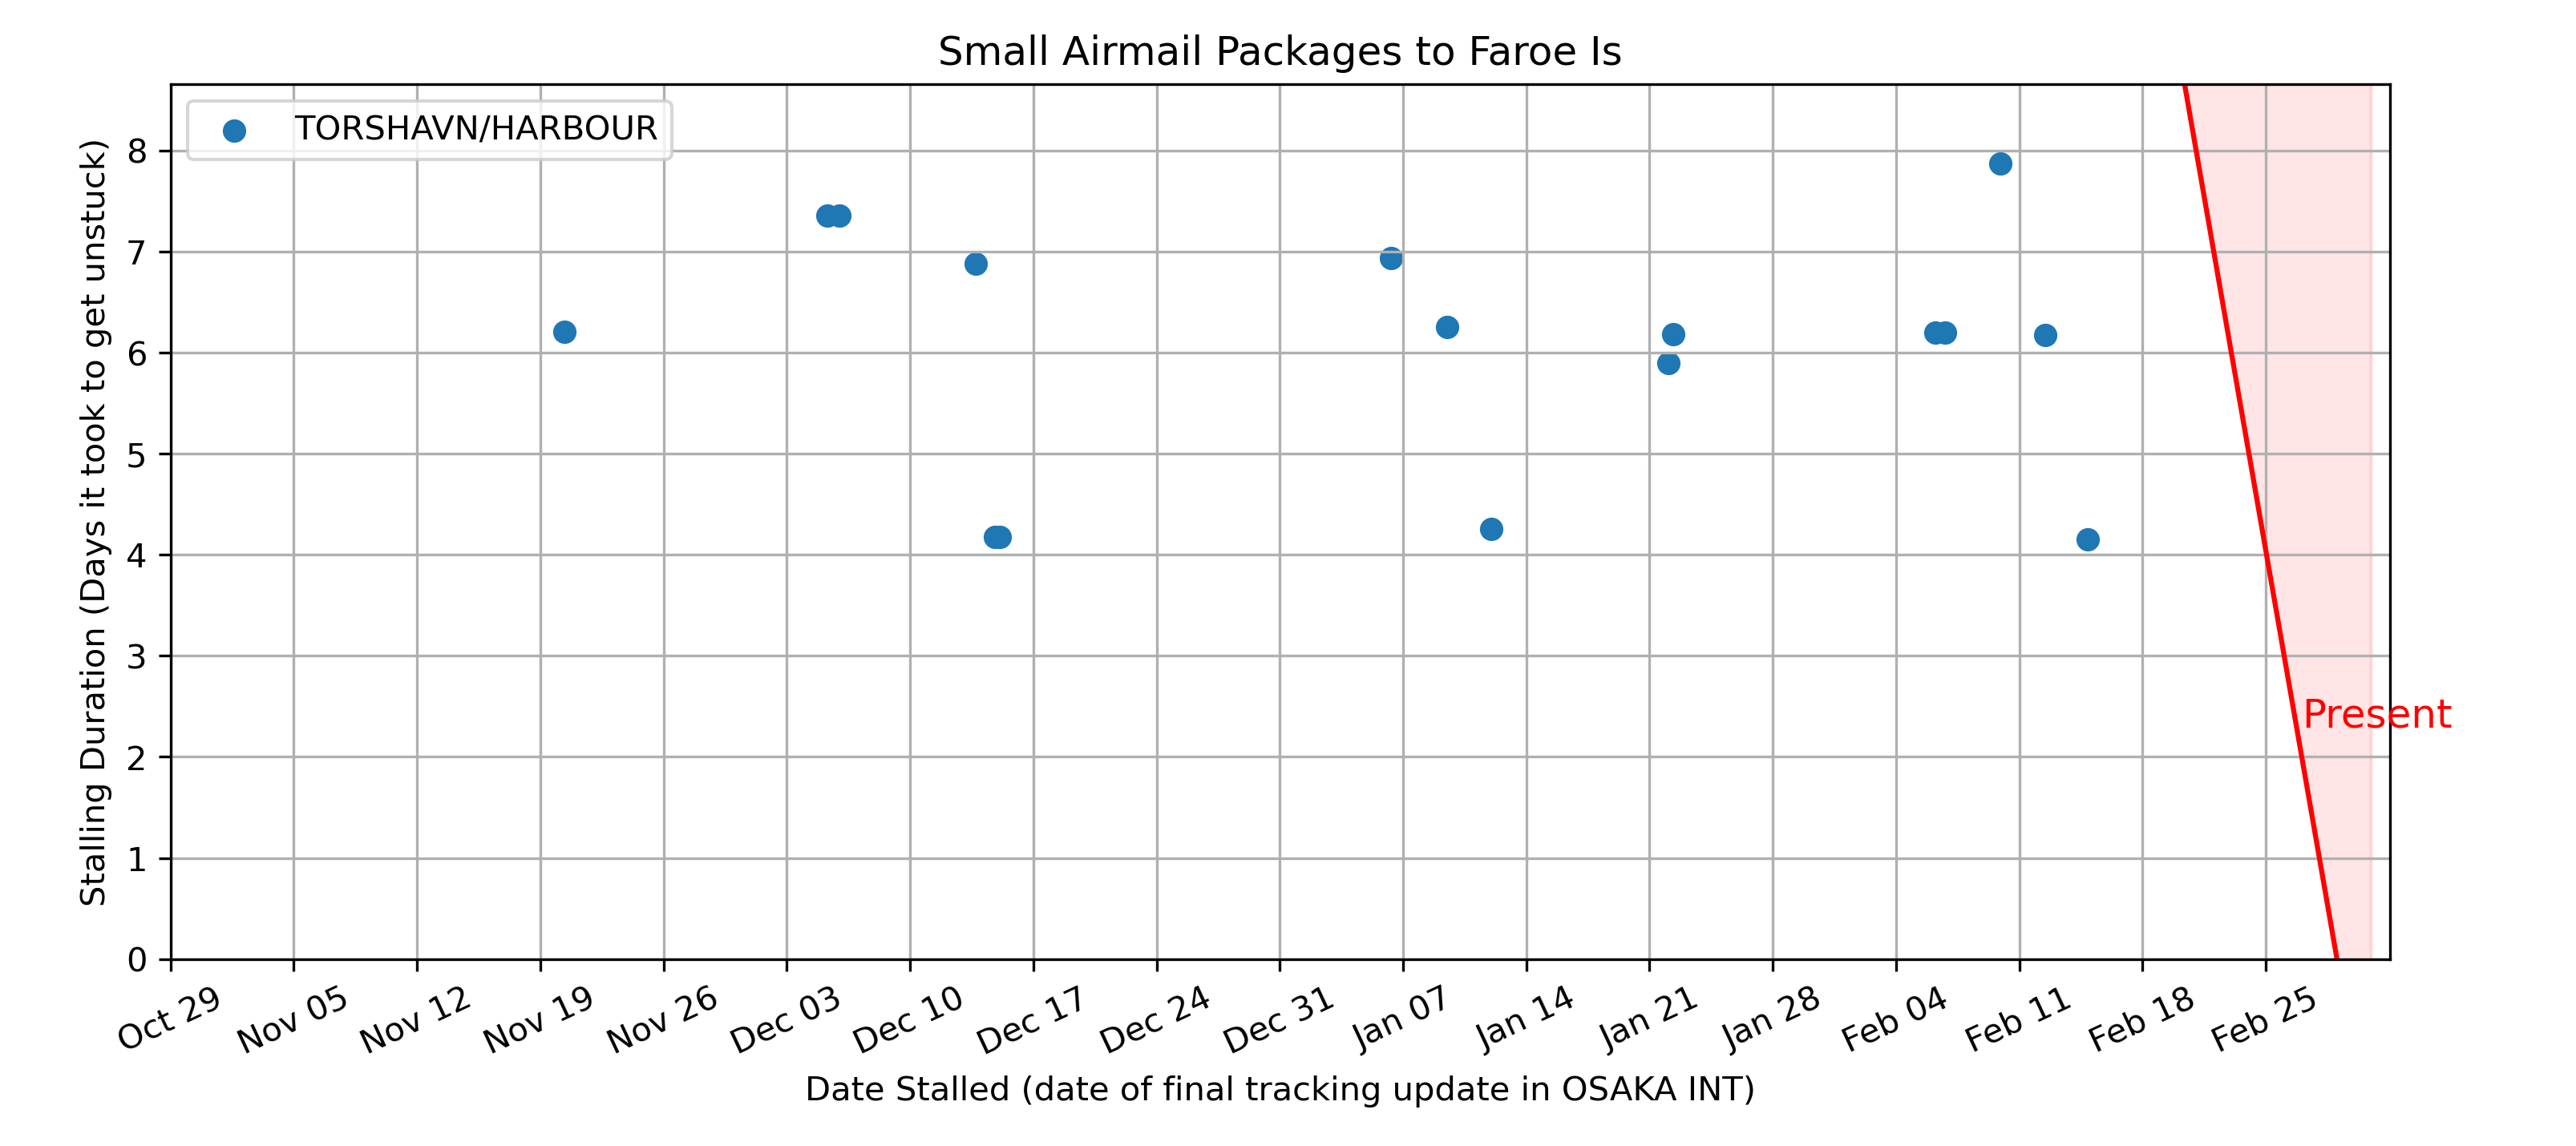 Small Airmail Packages to Faroe Is
TORSHAVN/HARBOUR
Stalling Duration (Days it took to get unstuck)
8
7
6
5
4
3
2
1
0
Present
Oct 29 Nov 05 Nov 12 Nov 19 Nov 26 Dec 03 Dec 10 Dec 17 Dec 24 Dec 31 Jan 07 Jan 14 Jan 21 Jan 28 Feb 04 Feb 11 Feb 18 Feb 25
Date Stalled (date of final tracking update in OSAKA INT)